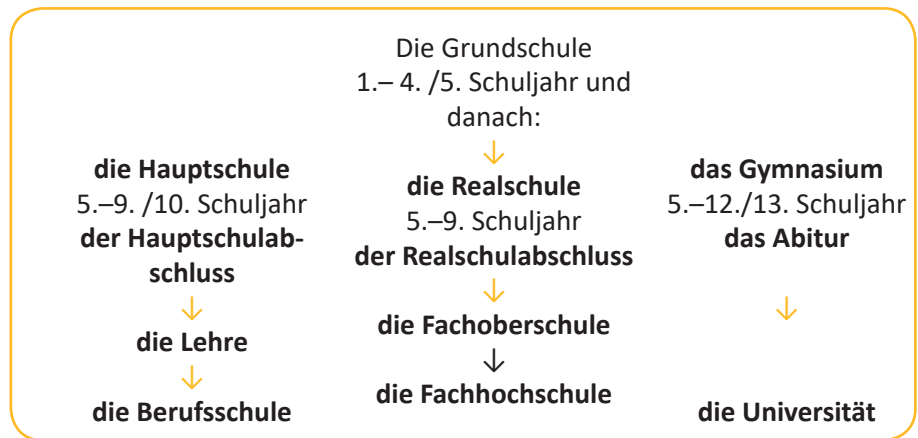 Die Grundschule
1.– 4. /5. Schuljahr und
danach:
die Hauptschule
5.–9. /10. Schuljahr
der Hauptschulab-
schluss
die Lehre
die Berufsschule
die Realschule
5.–9. Schuljahr
der Realschulabschluss
die Fachoberschule
die Fachhochschule
das Gymnasium
5.–12./13. Schuljahr
das Abitur
die Universität